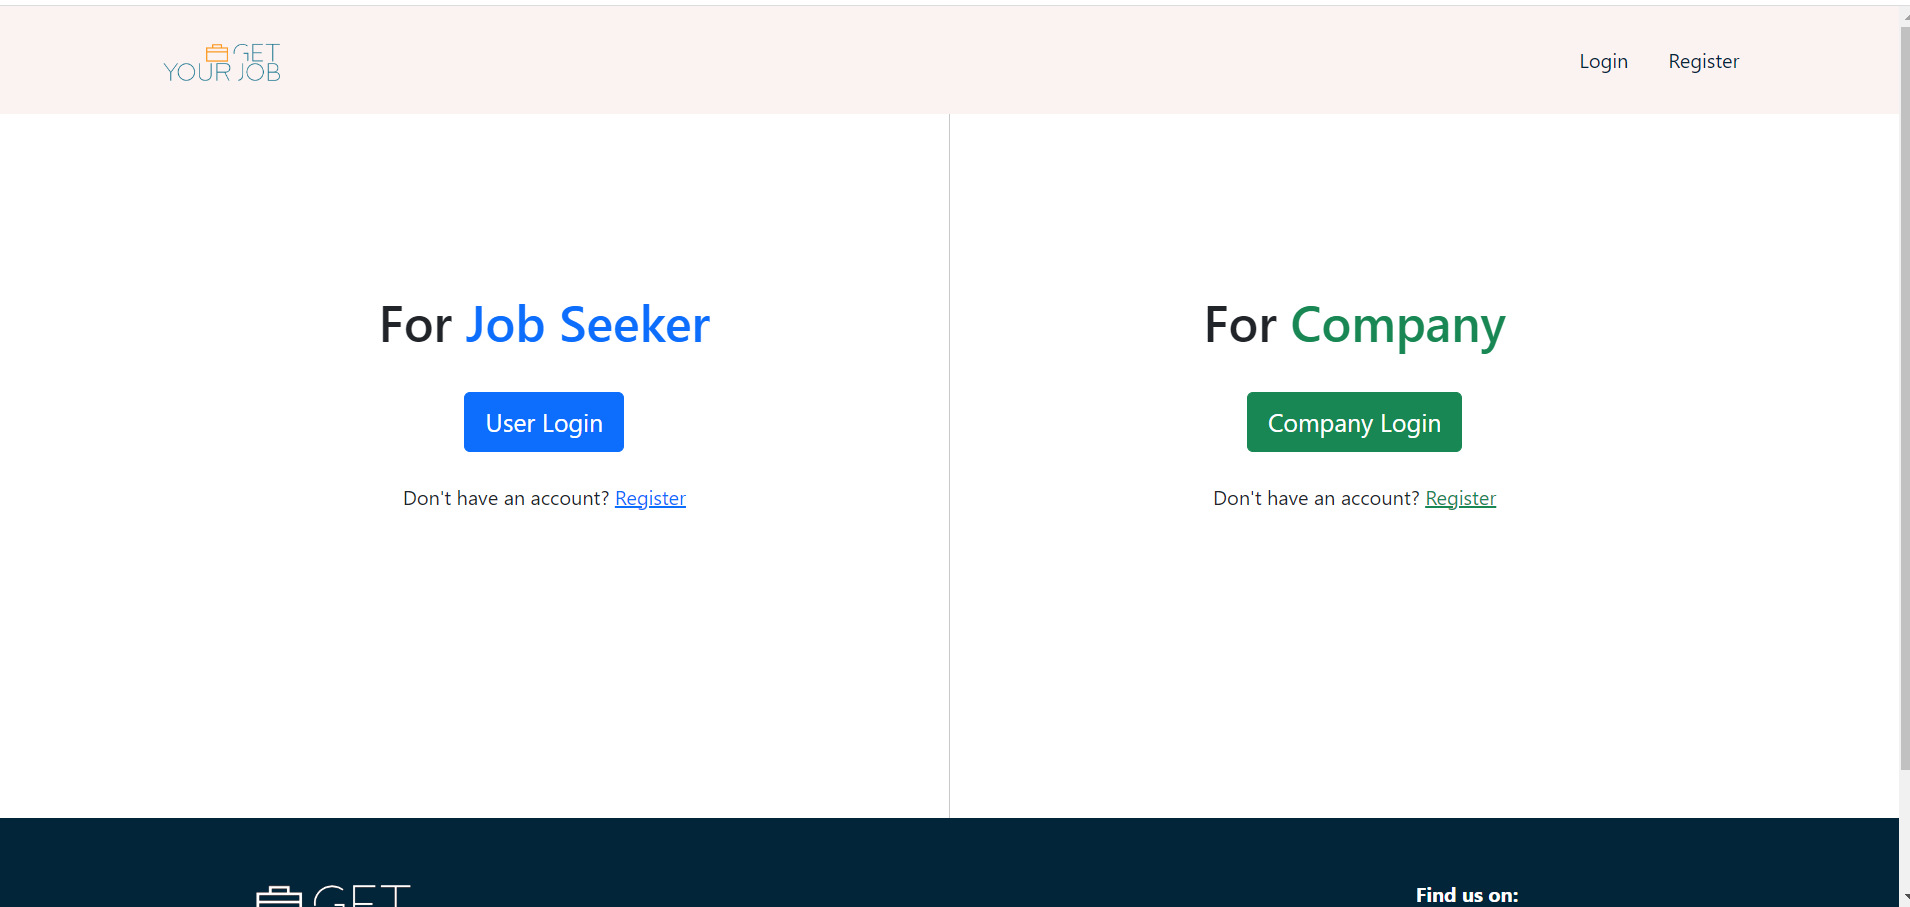 GET
YOUR JOB
Login
Register
For Job Seeker
User Login
Don't have an account? Register
For Company
Company Login
Don't have an account? Register
GET
Find us on: